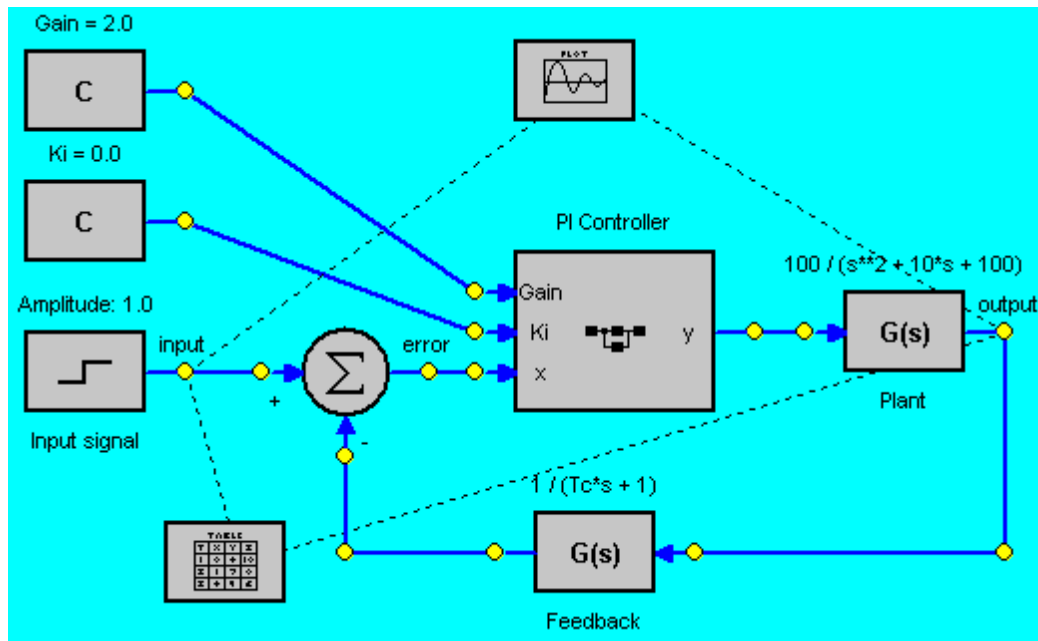 Gain = 2.0
C
PLOT
Ki = 0.0
C
PI Controller
100 / (s**2 + 10*s + 100)
Amplitude: 1.0
input
error
Gain
Ki
x
y
G(s)
output
Σ
+
-
Plant
Input signal
1 / (Tc*s + 1)
TABLE
T X Y Z
G(s)
Feedback